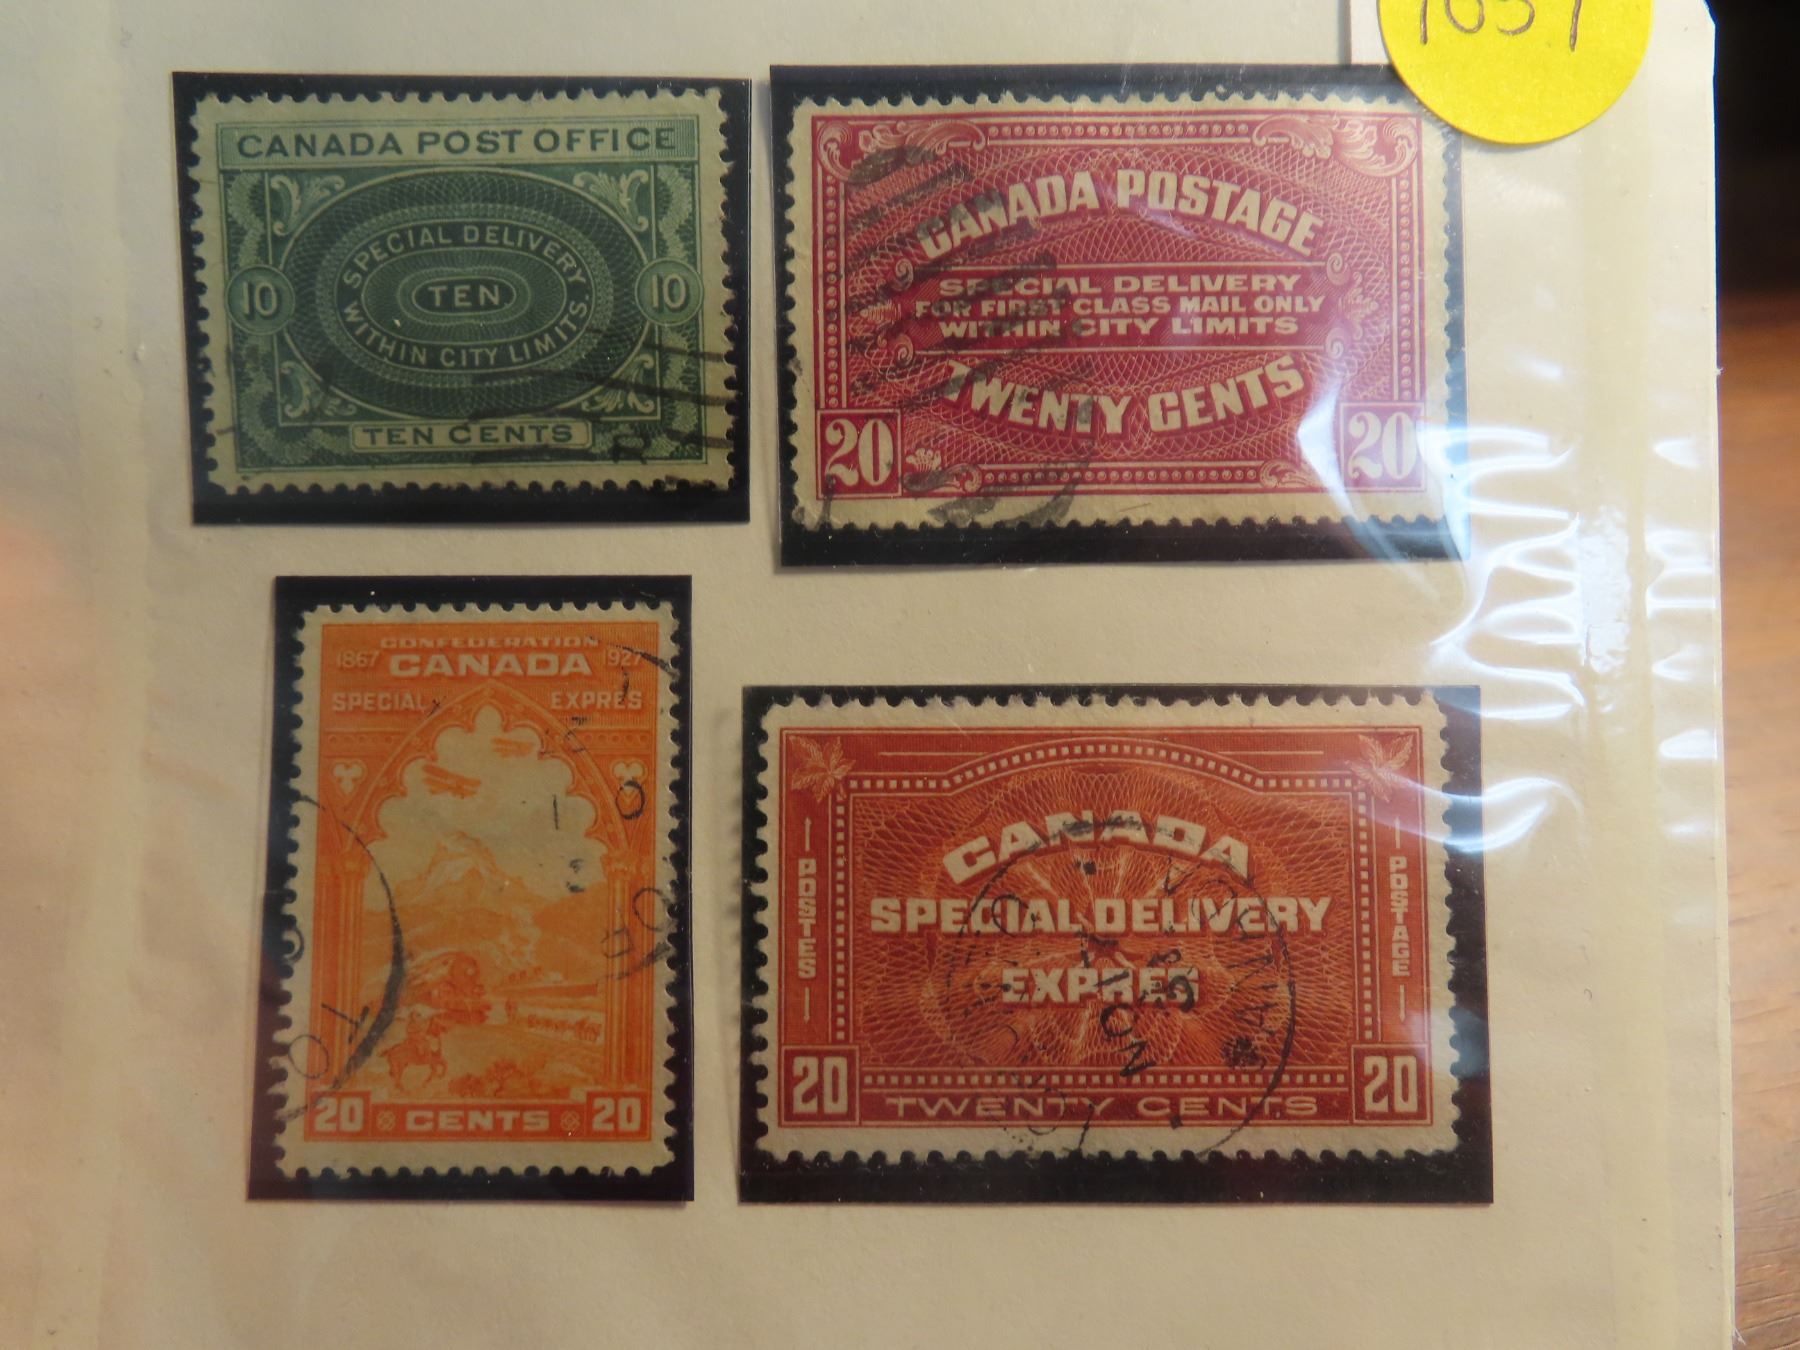 CANADA POST OFFICE
SPECIAL DELIVERY
10 TEN 10
WITHIN CITY LIMITS.
TEN CENTS
CANADA POSTAGE
SPECIAL DELIVERY
FOR FIRST CLASS MAIL ONLY
WITHIN CITY LIMITS
TWENTY CENTS
20 20
CONFEDERATION
1867 CANADA 1927
SPECIAL EXPRES
20 CENTS 20
CANADA
SPECIAL DELIVERY
EXPRES
POSTES
POSTAGE
20 TWENTY CENTS 20